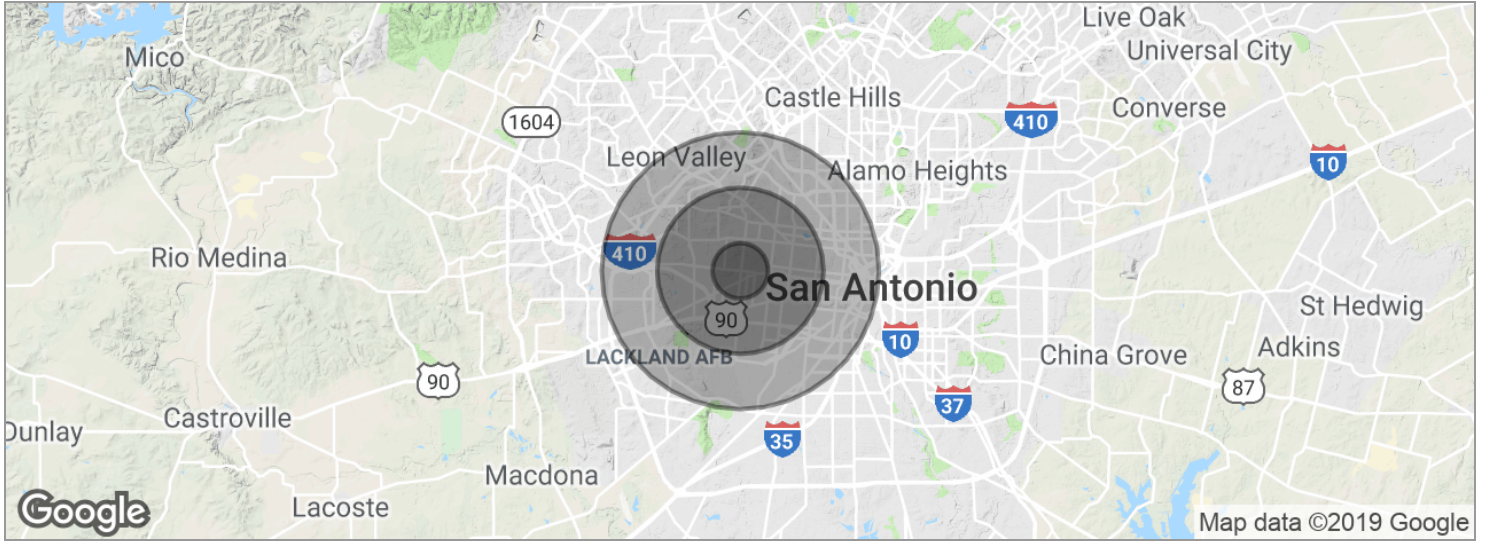 Live Oak
Mico
Universal City
Castle Hills
Converse
1604
410
Leon Valley
10
Alamo Heights
410
Rio Medina
San Antonio
St Hedwig
90
10
Adkins
LACKLAND AFB
China Grove
90
87
37
Castroville
Dunlay
35
Macdona
Lacoste
Google
Map data ©2019 Google